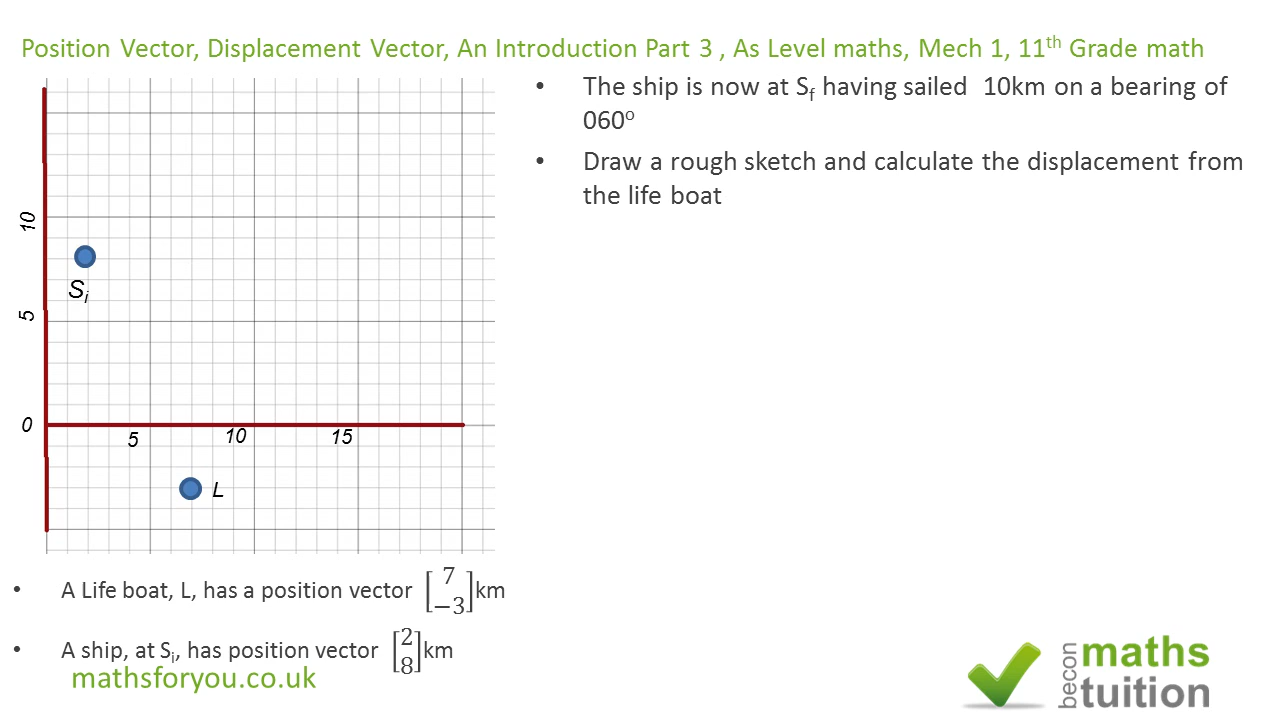 Position Vector, Displacement Vector, An Introduction Part 3 , As Level maths, Mech 1, 11th Grade math
• The ship is now at Sf having sailed 10km on a bearing of
060o
• Draw a rough sketch and calculate the displacement from
the life boat
10
Si
5
0
5 10 15
L
• A Life boat, L, has a position vector [7 −3]km
• A ship, at Si, has position vector [2 8]km
mathsforyou.co.uk
becon
maths
tuition